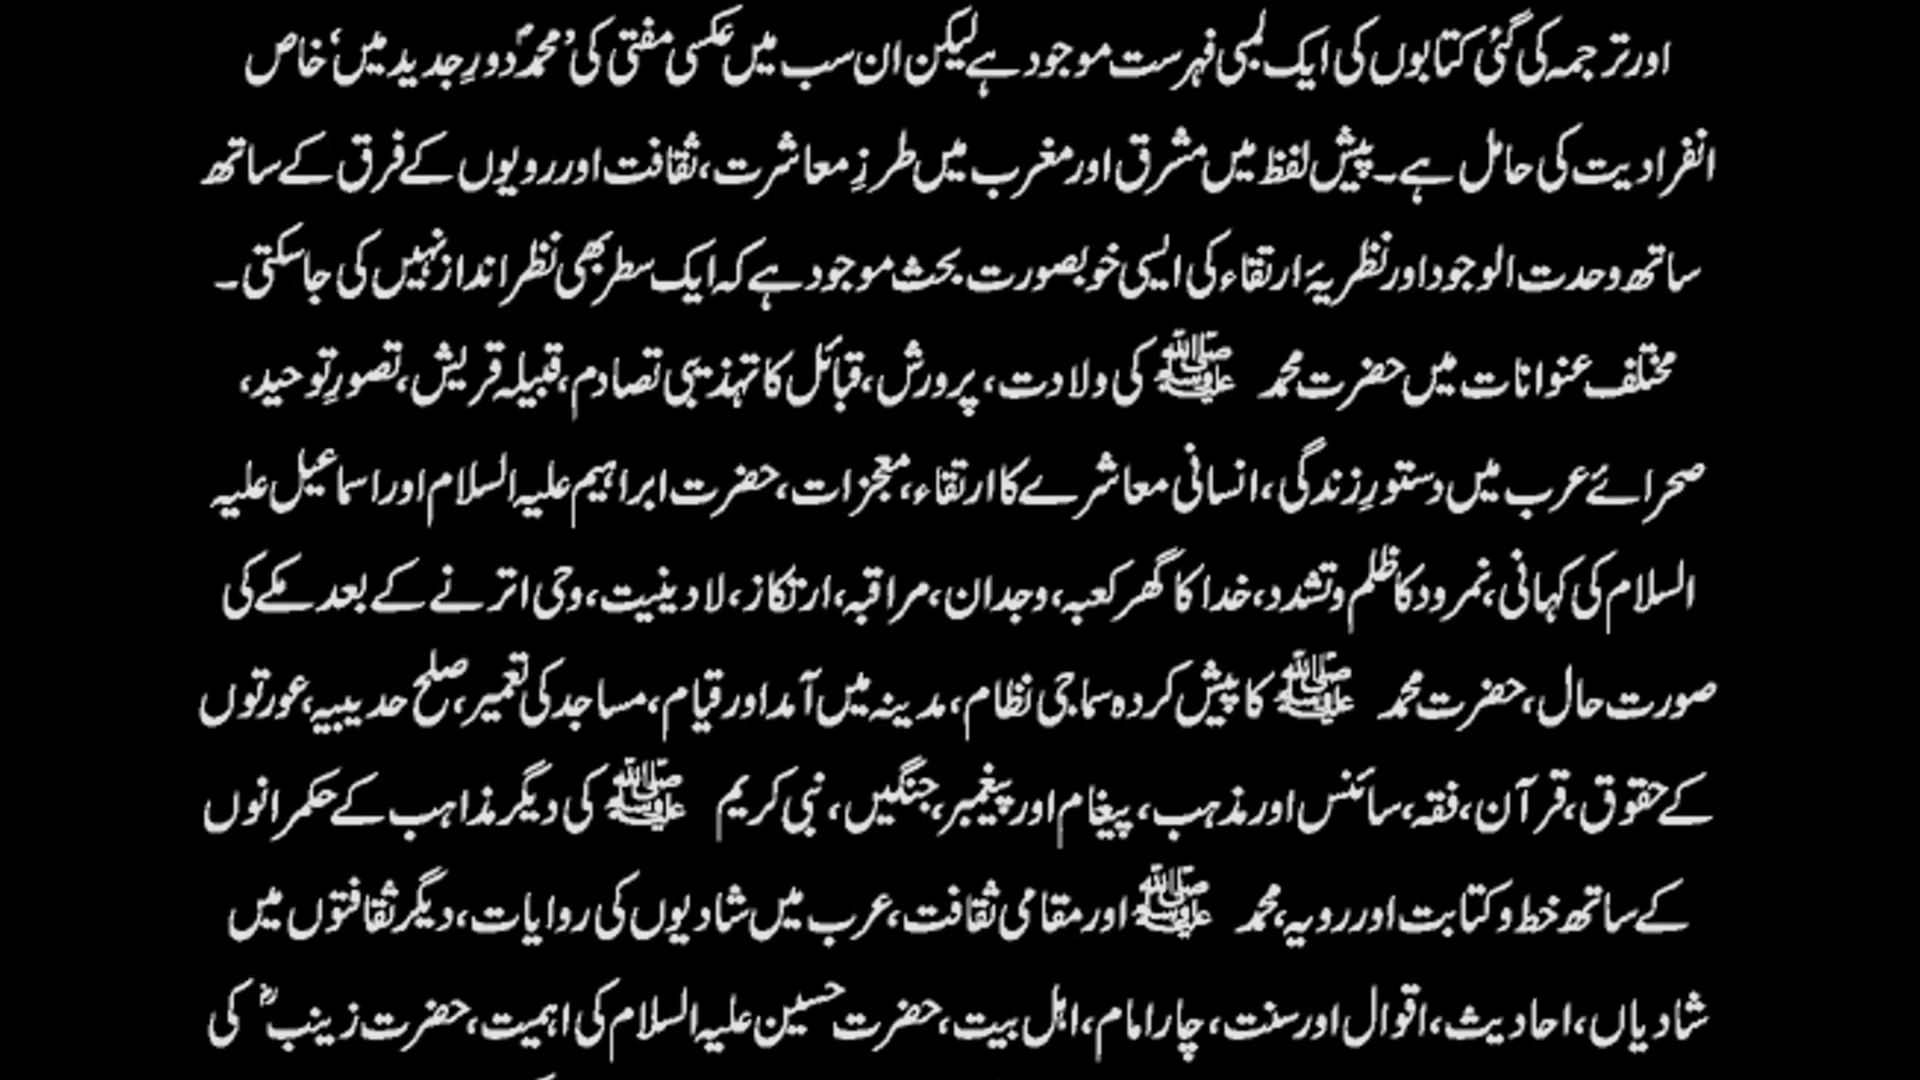 اور ترجمہ کی گئی کتابوں کی ایک لمبی فہرست موجود ہے لیکن ان سب میں عکسی مفتی کی ’محمدؐ دورِ جدید میں‘ خاص
انفرادیت کی حامل ہے۔ پیش لفظ میں مشرق اور مغرب میں طرزِ معاشرت، ثقافت اور رویوں کے فرق کے ساتھ
ساتھ وحدت الوجود اور نظریۂ ارتقاء کی ایسی خوبصورت بحث موجود ہے کہ ایک سطر بھی نظر انداز نہیں کی جا سکتی۔
مختلف عنوانات میں حضرت محمد ﷺ کی ولادت، پرورش، قبائل کا تہذیبی تصادم، قبیلہ قریش، تصورِ توحید،
صحرائے عرب میں دستورِ زندگی، انسانی معاشرے کا ارتقاء، معجزات، حضرت ابراہیم علیہ السلام اور اسماعیل علیہ
السلام کی کہانی، نمرود کا ظلم و تشدد، خدا کا گھر کعبہ، وجدان، مراقبہ، ارتکاز، لادینیت، وحی اترنے کے بعد مکے کی
صورت حال، حضرت محمد ﷺ کا پیش کردہ سماجی نظام، مدینہ میں آمد اور قیام، مساجد کی تعمیر، صلح حدیبیہ، عورتوں
کے حقوق، قرآن، فقہ، سائنس اور مذہب، پیغام اور پیغمبر، جنگیں، نبی کریم ﷺ کی دیگر مذاہب کے حکمرانوں
کے ساتھ خط و کتابت اور رویہ، محمد ﷺ اور مقامی ثقافت، عرب میں شادیوں کی روایات، دیگر ثقافتوں میں
شادیاں، احادیث، اقوال اور سنت، چار امام، اہل بیت، حضرت حسین علیہ السلام کی اہمیت، حضرت زینبؓ کی